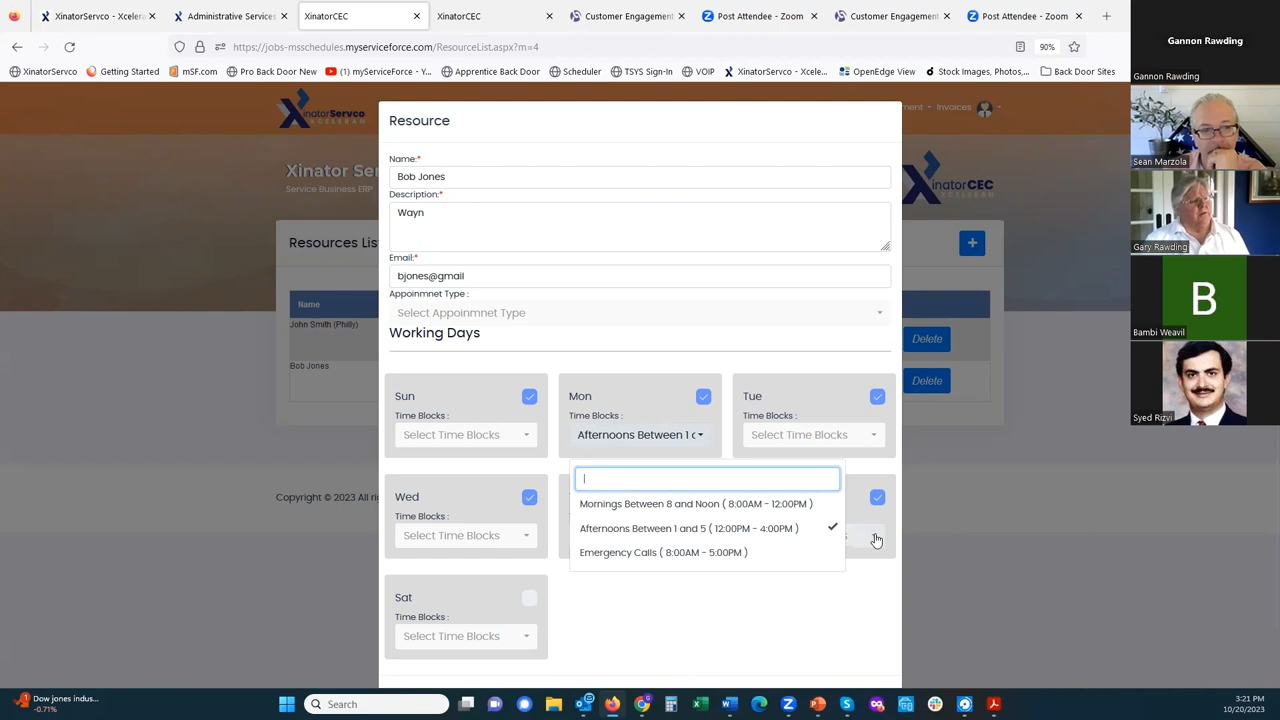 XinatorServo — Xcelera
Administrative Services
XinatorCEC
XinatorCEC
Customer Engagement
Post Attendee - Zoom
Customer Engagement
Post Attendee - Zoom
https://jobs-msschedules.myserviceforce.com/ResourceList.aspx?m=4
90%
XinatorServco
Getting Started
mSF.com
Pro Back Door New
(1) myServiceForce - Y...
Apprentice Back Door
Scheduler
TSYS Sign-In
VOIP
XinatorServco - Xcele...
OpenEdge View
Stock Images, Photos,...
Back Door Sites
XinatorServco
XCELERAN
ment
Invoices
Xinator Se
Service Business ERP
inatorCEC
XCELERAN
Resources Lis
Name
John Smith (Philly)
Delete
Bob Jones
Delete
Copyright © 2023 All r
Resource
Name:*
Bob Jones
Description:*
Wayn
Email:*
bjones@gmail
Appoinmnet Type :
Select Appoinmnet Type
Working Days
Sun
Time Blocks :
Select Time Blocks
Mon
Time Blocks :
Afternoons Between 1 (
Tue
Time Blocks :
Select Time Blocks
Mornings Between 8 and Noon ( 8:00AM - 12:00PM )
Afternoons Between 1 and 5 ( 12:00PM - 4:00PM )
Emergency Calls ( 8:00AM - 5:00PM )
Wed
Time Blocks :
Select Time Blocks
Sat
Time Blocks :
Select Time Blocks
Gannon Rawding
Gannon Rawding
Sean Marzola
Gary Rawding
B
Bambi Weavil
Syed Rizvi
1
Dow jones indus...
-0.71%
Search
3:21 PM
10/20/2023